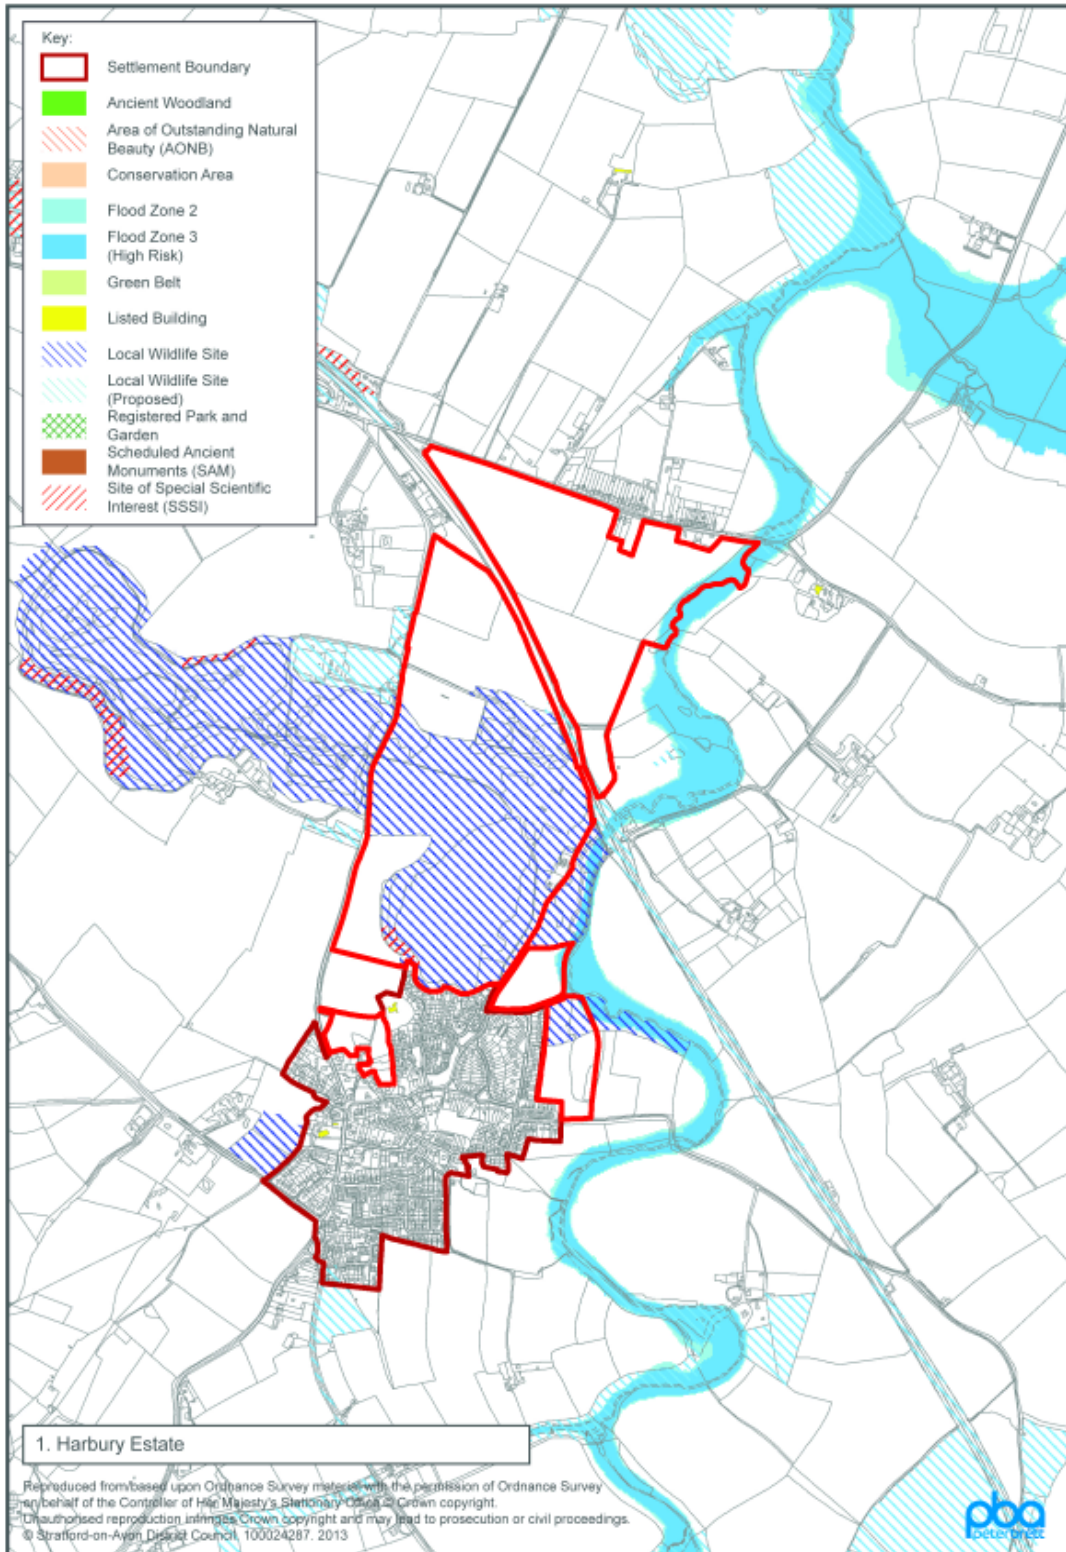 Key:
Settlement Boundary
Ancient Woodland
Area of Outstanding Natural
Beauty (AONB)
Conservation Area
Flood Zone 2
Flood Zone 3
(High Risk)
Green Belt
Listed Building
Local Wildlife Site
Local Wildlife Site
(Proposed)
Registered Park and
Garden
Scheduled Ancient
Monuments (SAM)
Site of Special Scientific
Interest (SSSI)
1. Harbury Estate
Reproduced from/based upon Ordnance Survey material with the permission of Ordnance Survey
on behalf of the Controller of Her Majesty's Stationary Office © Crown copyright.
Unauthorised reproduction infringes Crown copyright and may lead to prosecution or civil proceedings.
© Stratford-on-Avon District Council, 100024287. 2013
pba
peterbrett